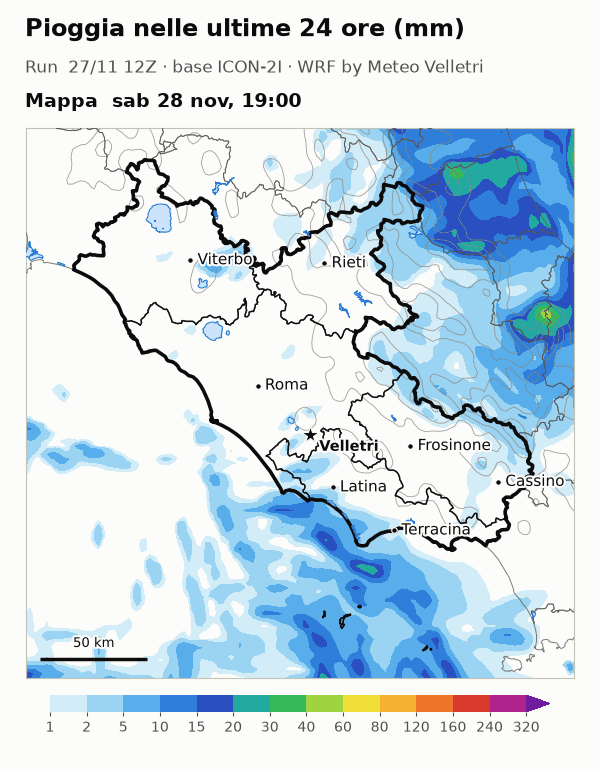 Pioggia nelle ultime 24 ore (mm)
Run 27/11 12Z · base ICON-2I · WRF by Meteo Velletri
Mappa sab 28 nov, 19:00
Viterbo
Rieti
Roma
Velletri
Frosinone
Cassino
Latina
Terracina
50 km
1 2 5 10 15 20 30 40 60 80 120 160 240 320